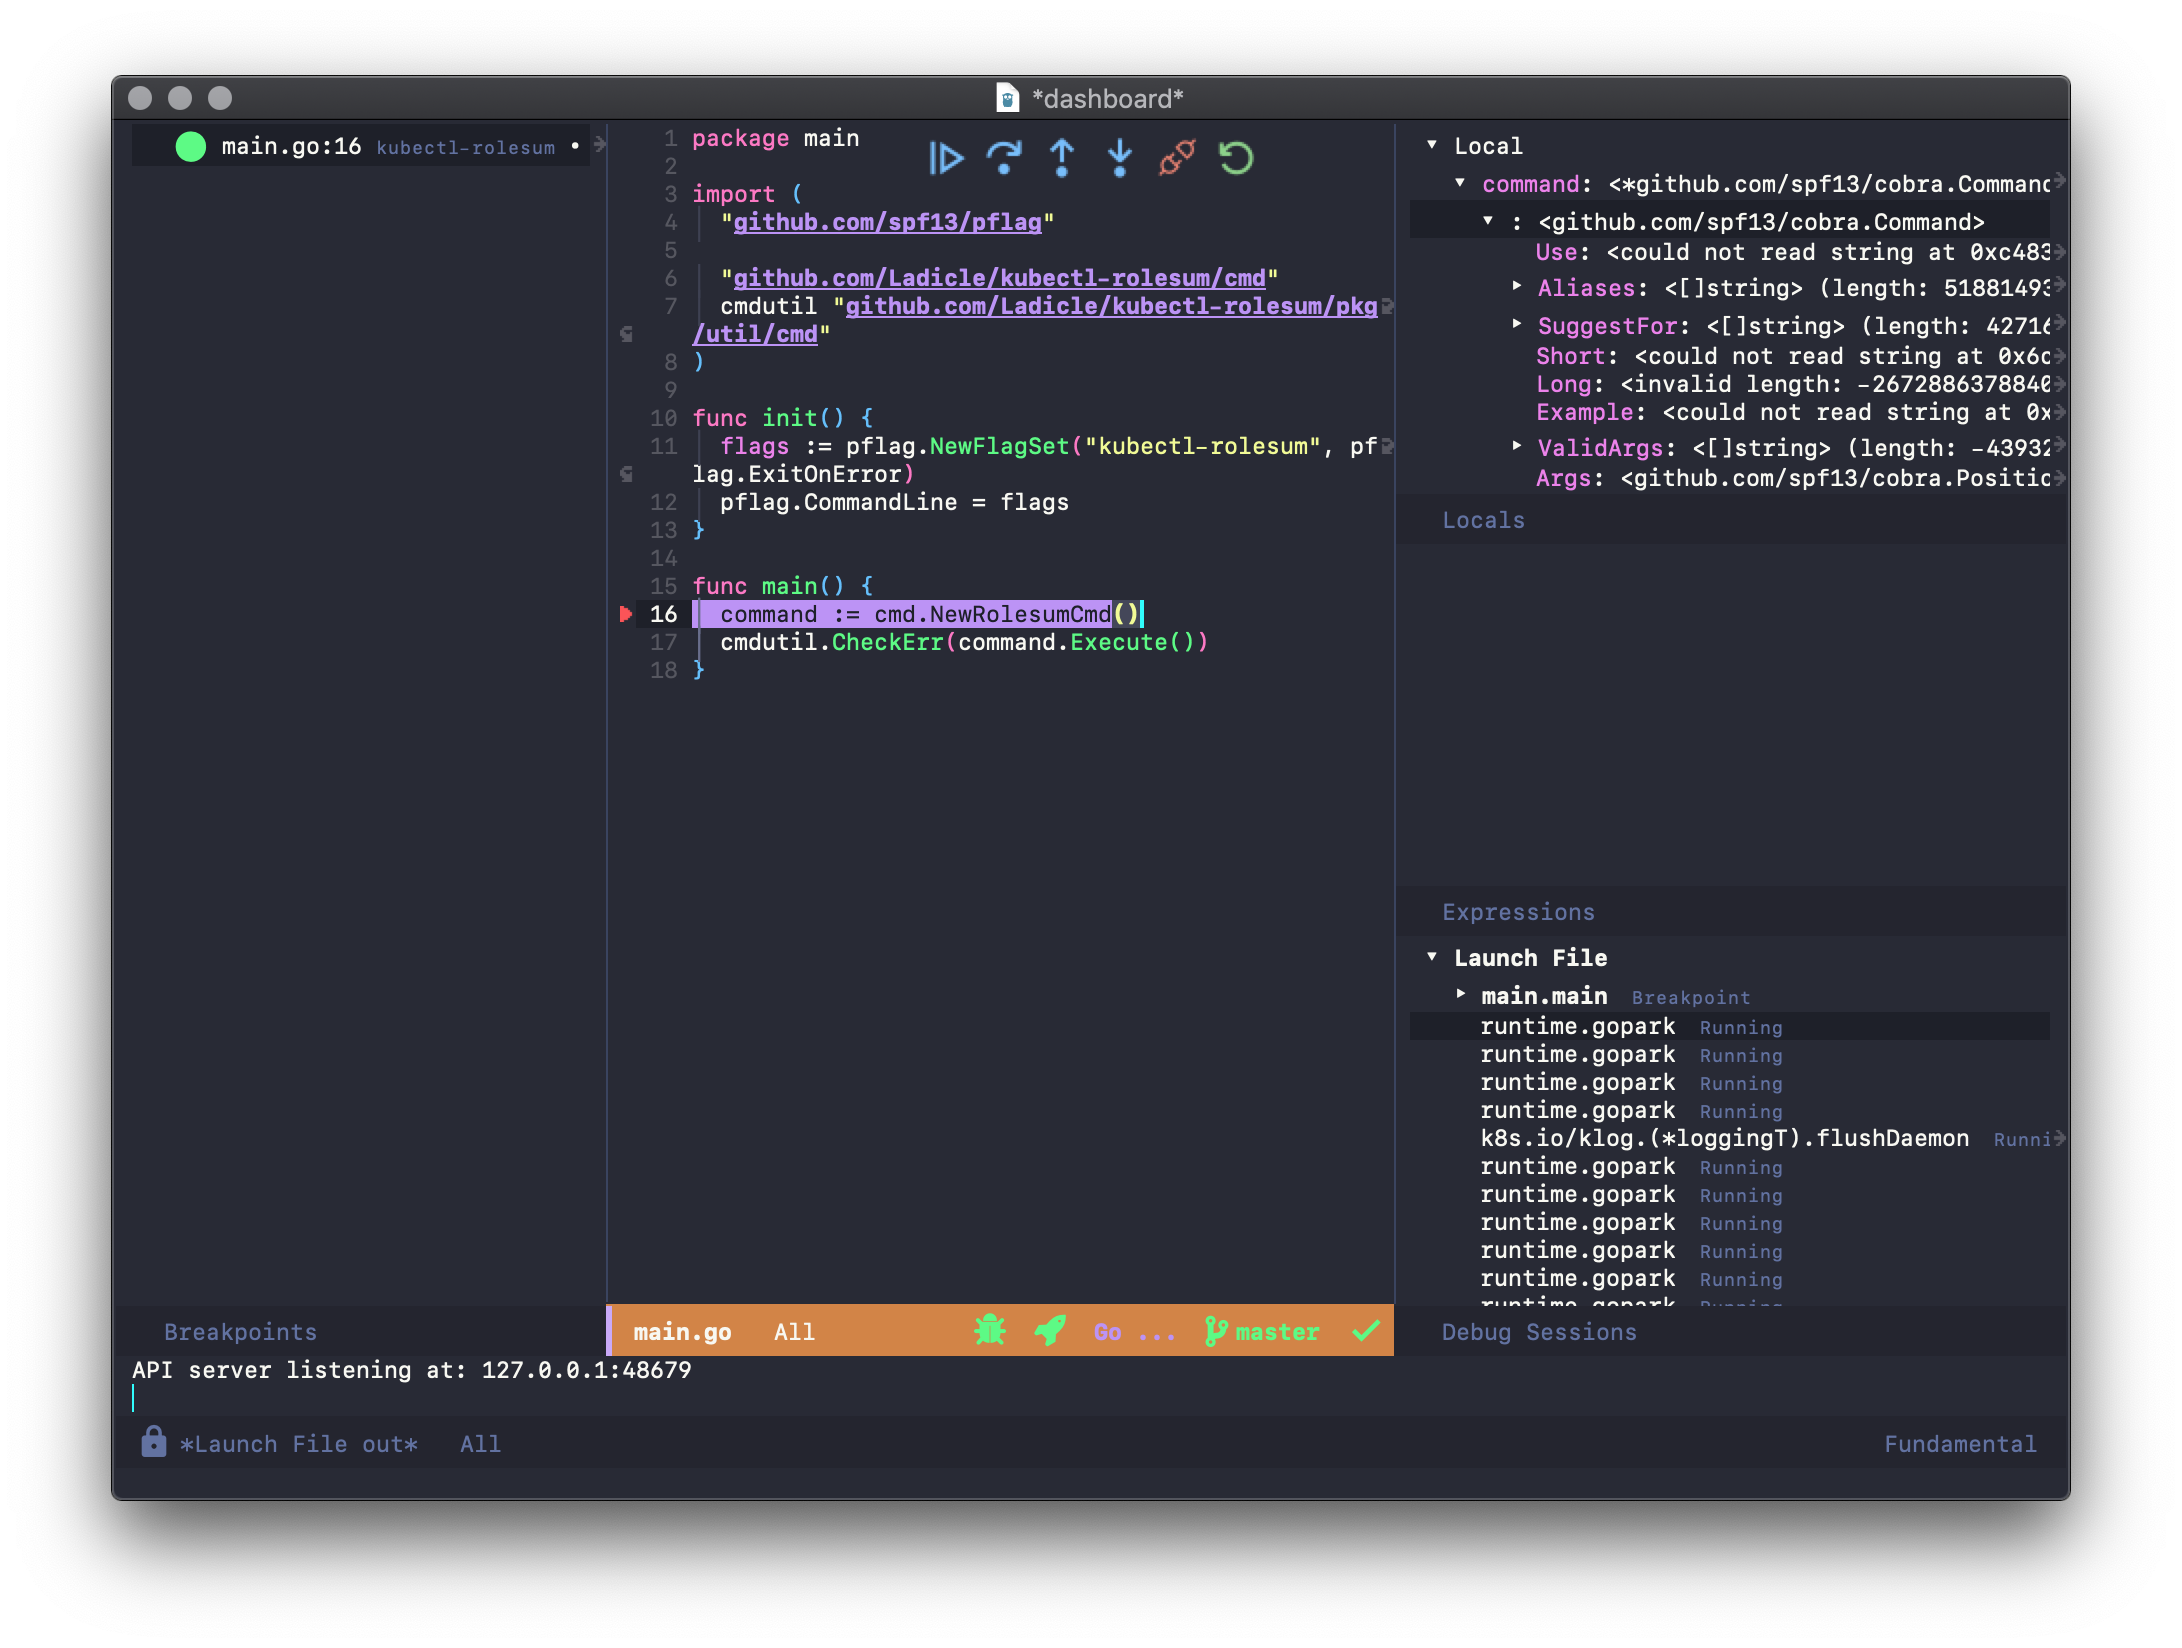 *dashboard*
main.go:16 kubectl-rolesum •
1 package main
2
3 import (
4 "github.com/spf13/pflag"
5
6 "github.com/Ladicle/kubectl-rolesum/cmd"
7 cmdutil "github.com/Ladicle/kubectl-rolesum/pkg
/util/cmd"
8 )
9
10 func init() {
11 flags := pflag.NewFlagSet("kubectl-rolesum", pf
lag.ExitOnError)
12 pflag.CommandLine = flags
13 }
14
15 func main() {
16 command := cmd.NewRolesumCmd()
17 cmdutil.CheckErr(command.Execute())
18 }
Local
command: <*github.com/spf13/cobra.Command
: <github.com/spf13/cobra.Command>
Use: <could not read string at 0xc483
Aliases: <[]string> (length: 51881493
SuggestFor: <[]string> (length: 42716
Short: <could not read string at 0x6c
Long: <invalid length: -2672886378840
Example: <could not read string at 0x
ValidArgs: <[]string> (length: -43932
Args: <github.com/spf13/cobra.Positio
Locals
Expressions
Launch File
main.main Breakpoint
runtime.gopark Running
runtime.gopark Running
runtime.gopark Running
runtime.gopark Running
k8s.io/klog.(*loggingT).flushDaemon Runni
runtime.gopark Running
runtime.gopark Running
runtime.gopark Running
runtime.gopark Running
runtime.gopark Running
runtime.gopark Running
Breakpoints
main.go All Go ... master
Debug Sessions
API server listening at: 127.0.0.1:48679
*Launch File out* All Fundamental